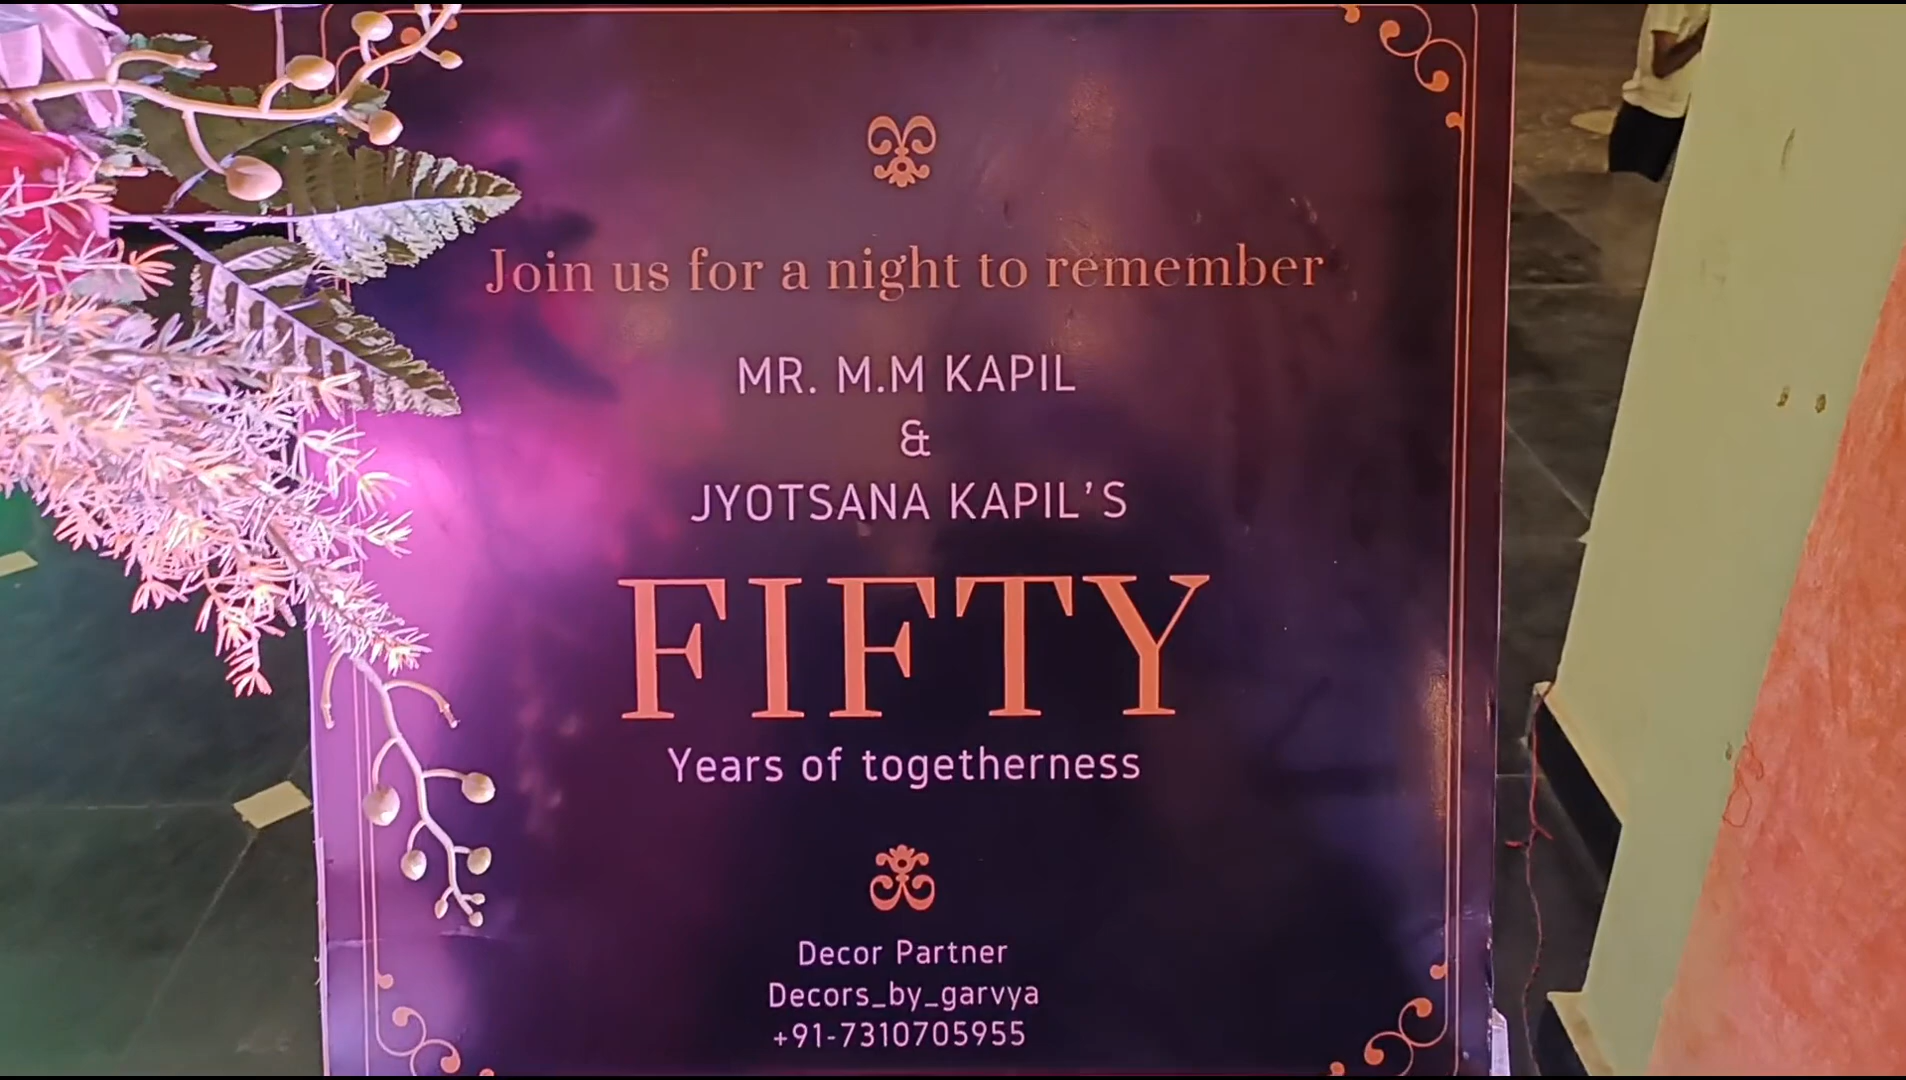 Join us for a night to remember
MR. M.M KAPIL
&
JYOTSANA KAPIL'S
FIFTY
Years of togetherness
Decor Partner
Decors_by_garvya
+91-7310705955